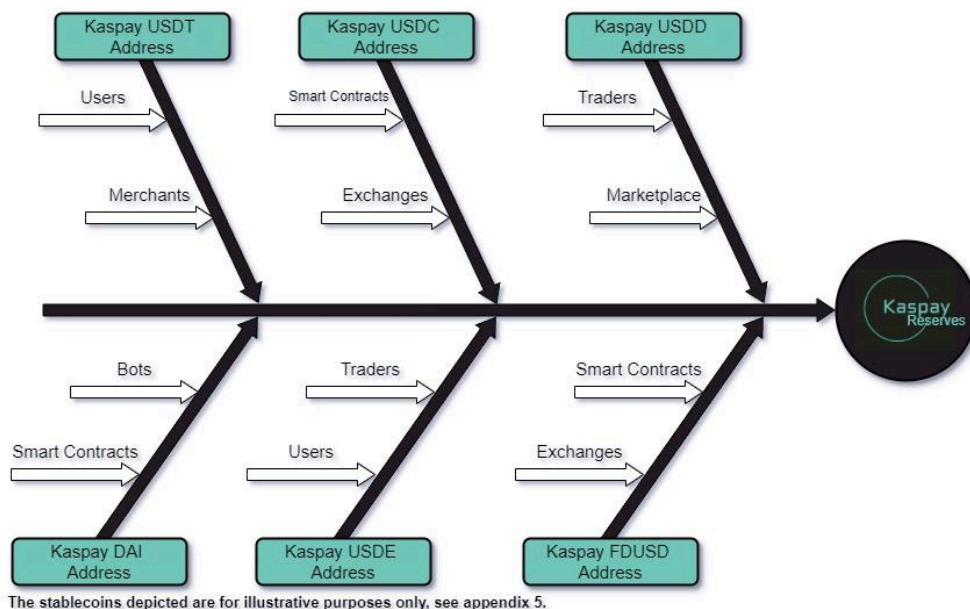 Kaspay USDT
Address
Kaspay USDC
Address
Kaspay USDD
Address
Users
Smart Contracts
Traders
Merchants
Exchanges
Marketplace
Kaspay
Reserves
Bots
Traders
Smart Contracts
Smart Contracts
Users
Exchanges
Kaspay DAI
Address
Kaspay USDE
Address
Kaspay FDUSD
Address
The stablecoins depicted are for illustrative purposes only, see appendix 5.